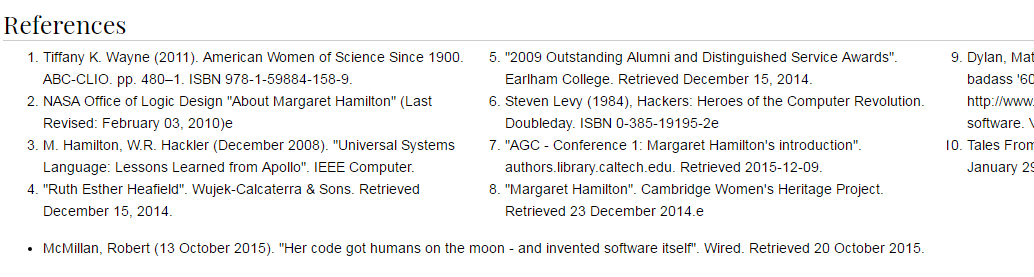 References
1. Tiffany K. Wayne (2011). American Women of Science Since 1900.
ABC-CLIO. pp. 480–1. ISBN 978-1-59884-158-9.
2. NASA Office of Logic Design "About Margaret Hamilton" (Last
Revised: February 03, 2010)e
3. M. Hamilton, W.R. Hackler (December 2008). "Universal Systems
Language: Lessons Learned from Apollo". IEEE Computer.
4. "Ruth Esther Heafield". Wujek-Calcaterra & Sons. Retrieved
December 15, 2014.
5. "2009 Outstanding Alumni and Distinguished Service Awards".
Earlham College. Retrieved December 15, 2014.
6. Steven Levy (1984), Hackers: Heroes of the Computer Revolution.
Doubleday. ISBN 0-385-19195-2e
7. "AGC - Conference 1: Margaret Hamilton's introduction".
authors.library.caltech.edu. Retrieved 2015-12-09.
8. "Margaret Hamilton". Cambridge Women's Heritage Project.
Retrieved 23 December 2014.e
9. Dylan, Mat
badass '60
http://www.
software.
10. Tales From
January 29
• McMillan, Robert (13 October 2015). "Her code got humans on the moon - and invented software itself". Wired. Retrieved 20 October 2015.